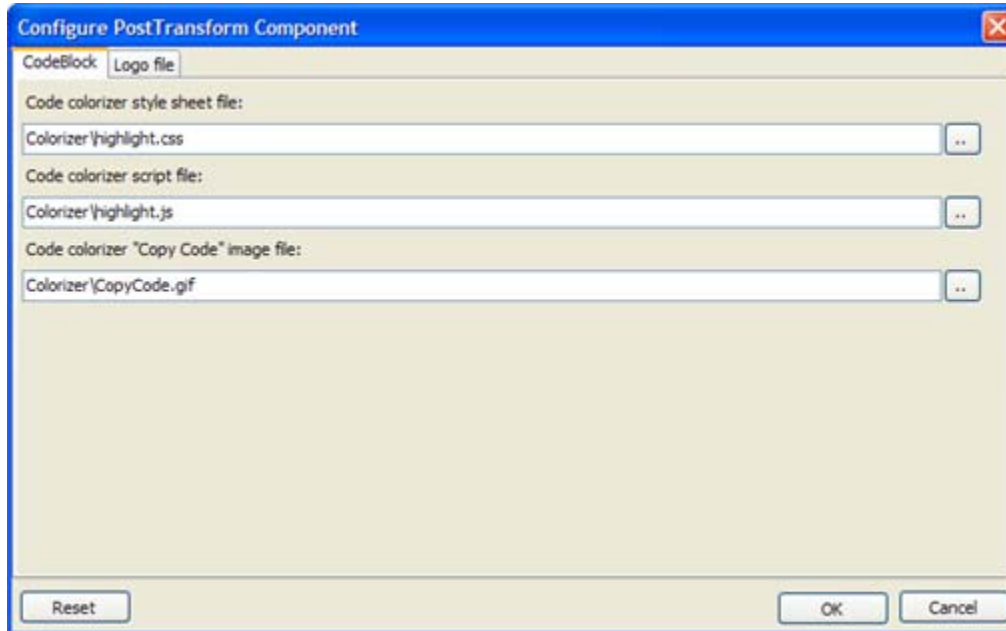 Configure PostTransform Component
CodeBlock Logo file
Code colorizer style sheet file:
Colorizer\highlight.css
..
Code colorizer script file:
Colorizer\highlight.js
..
Code colorizer "Copy Code" image file:
Colorizer\CopyCode.gif
..
Reset OK Cancel